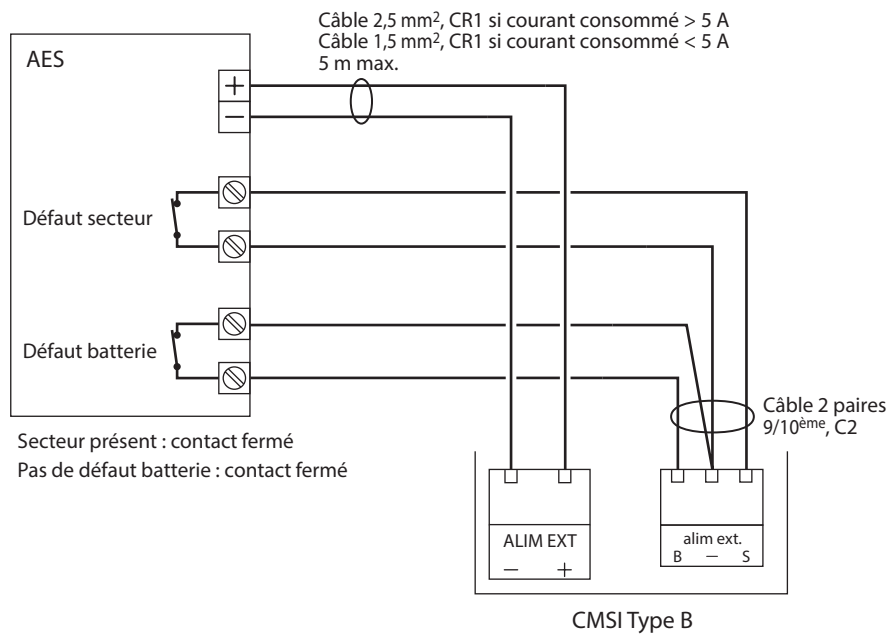 Câble 2,5 mm², CR1 si courant consommé > 5 A
Câble 1,5 mm², CR1 si courant consommé < 5 A
5 m max.
AES
+
−
Défaut secteur
Défaut batterie
Câble 2 paires
9/10ème, C2
Secteur présent : contact fermé
Pas de défaut batterie : contact fermé
ALIM EXT
− +
alim ext.
B − S
CMSI Type B